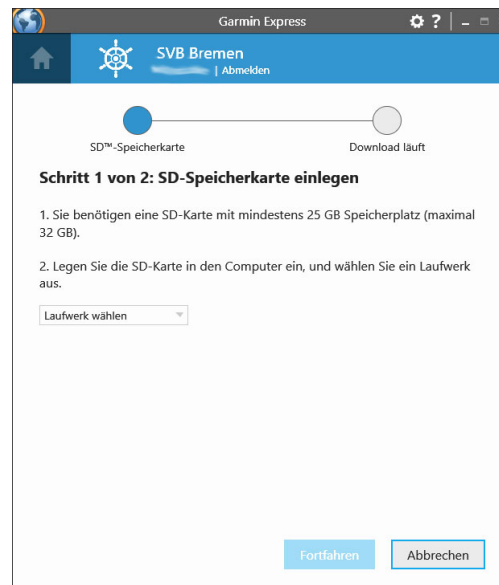 Garmin Express
?
SVB Bremen
| Abmelden
SD™-Speicherkarte
Download läuft
Schritt 1 von 2: SD-Speicherkarte einlegen
1. Sie benötigen eine SD-Karte mit mindestens 25 GB Speicherplatz (maximal
32 GB).
2. Legen Sie die SD-Karte in den Computer ein, und wählen Sie ein Laufwerk
aus.
Laufwerk wählen
Fortfahren
Abbrechen